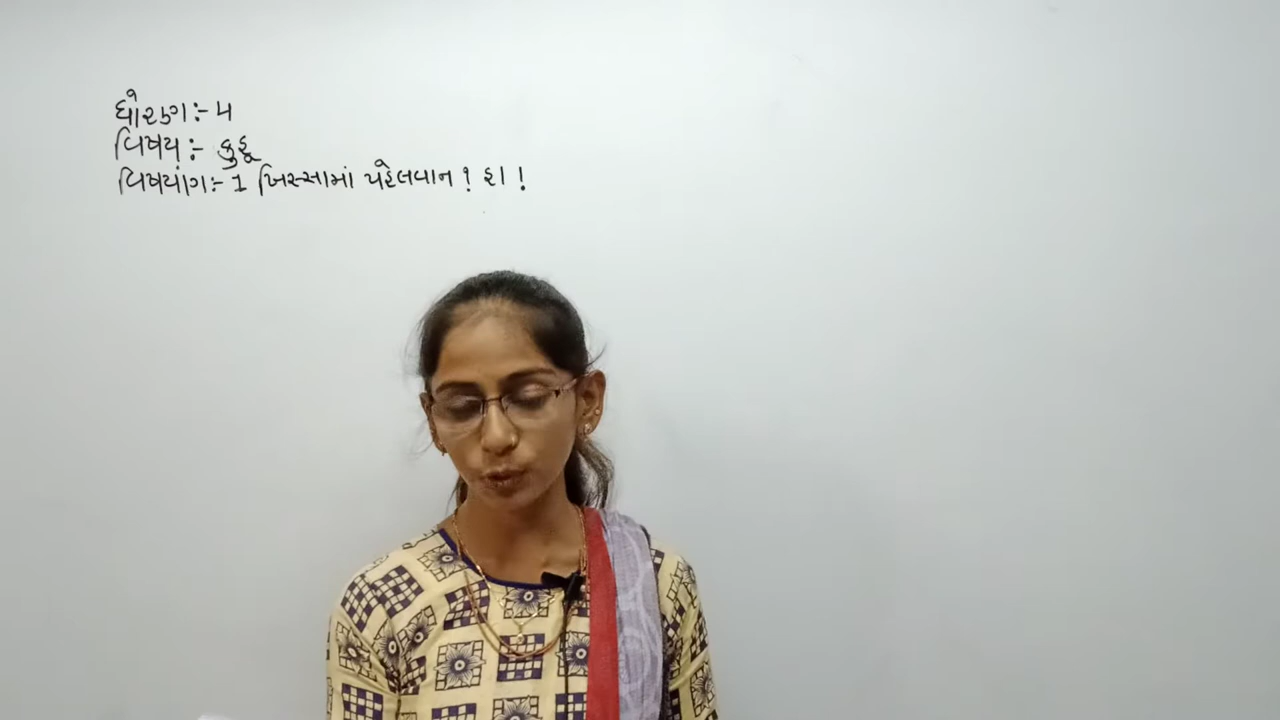 ધોરણ:- ૫
વિષય:- કુહૂ
વિષયાંગ:- 1 ખિસ્સામાં પહેલવાન ! હા !